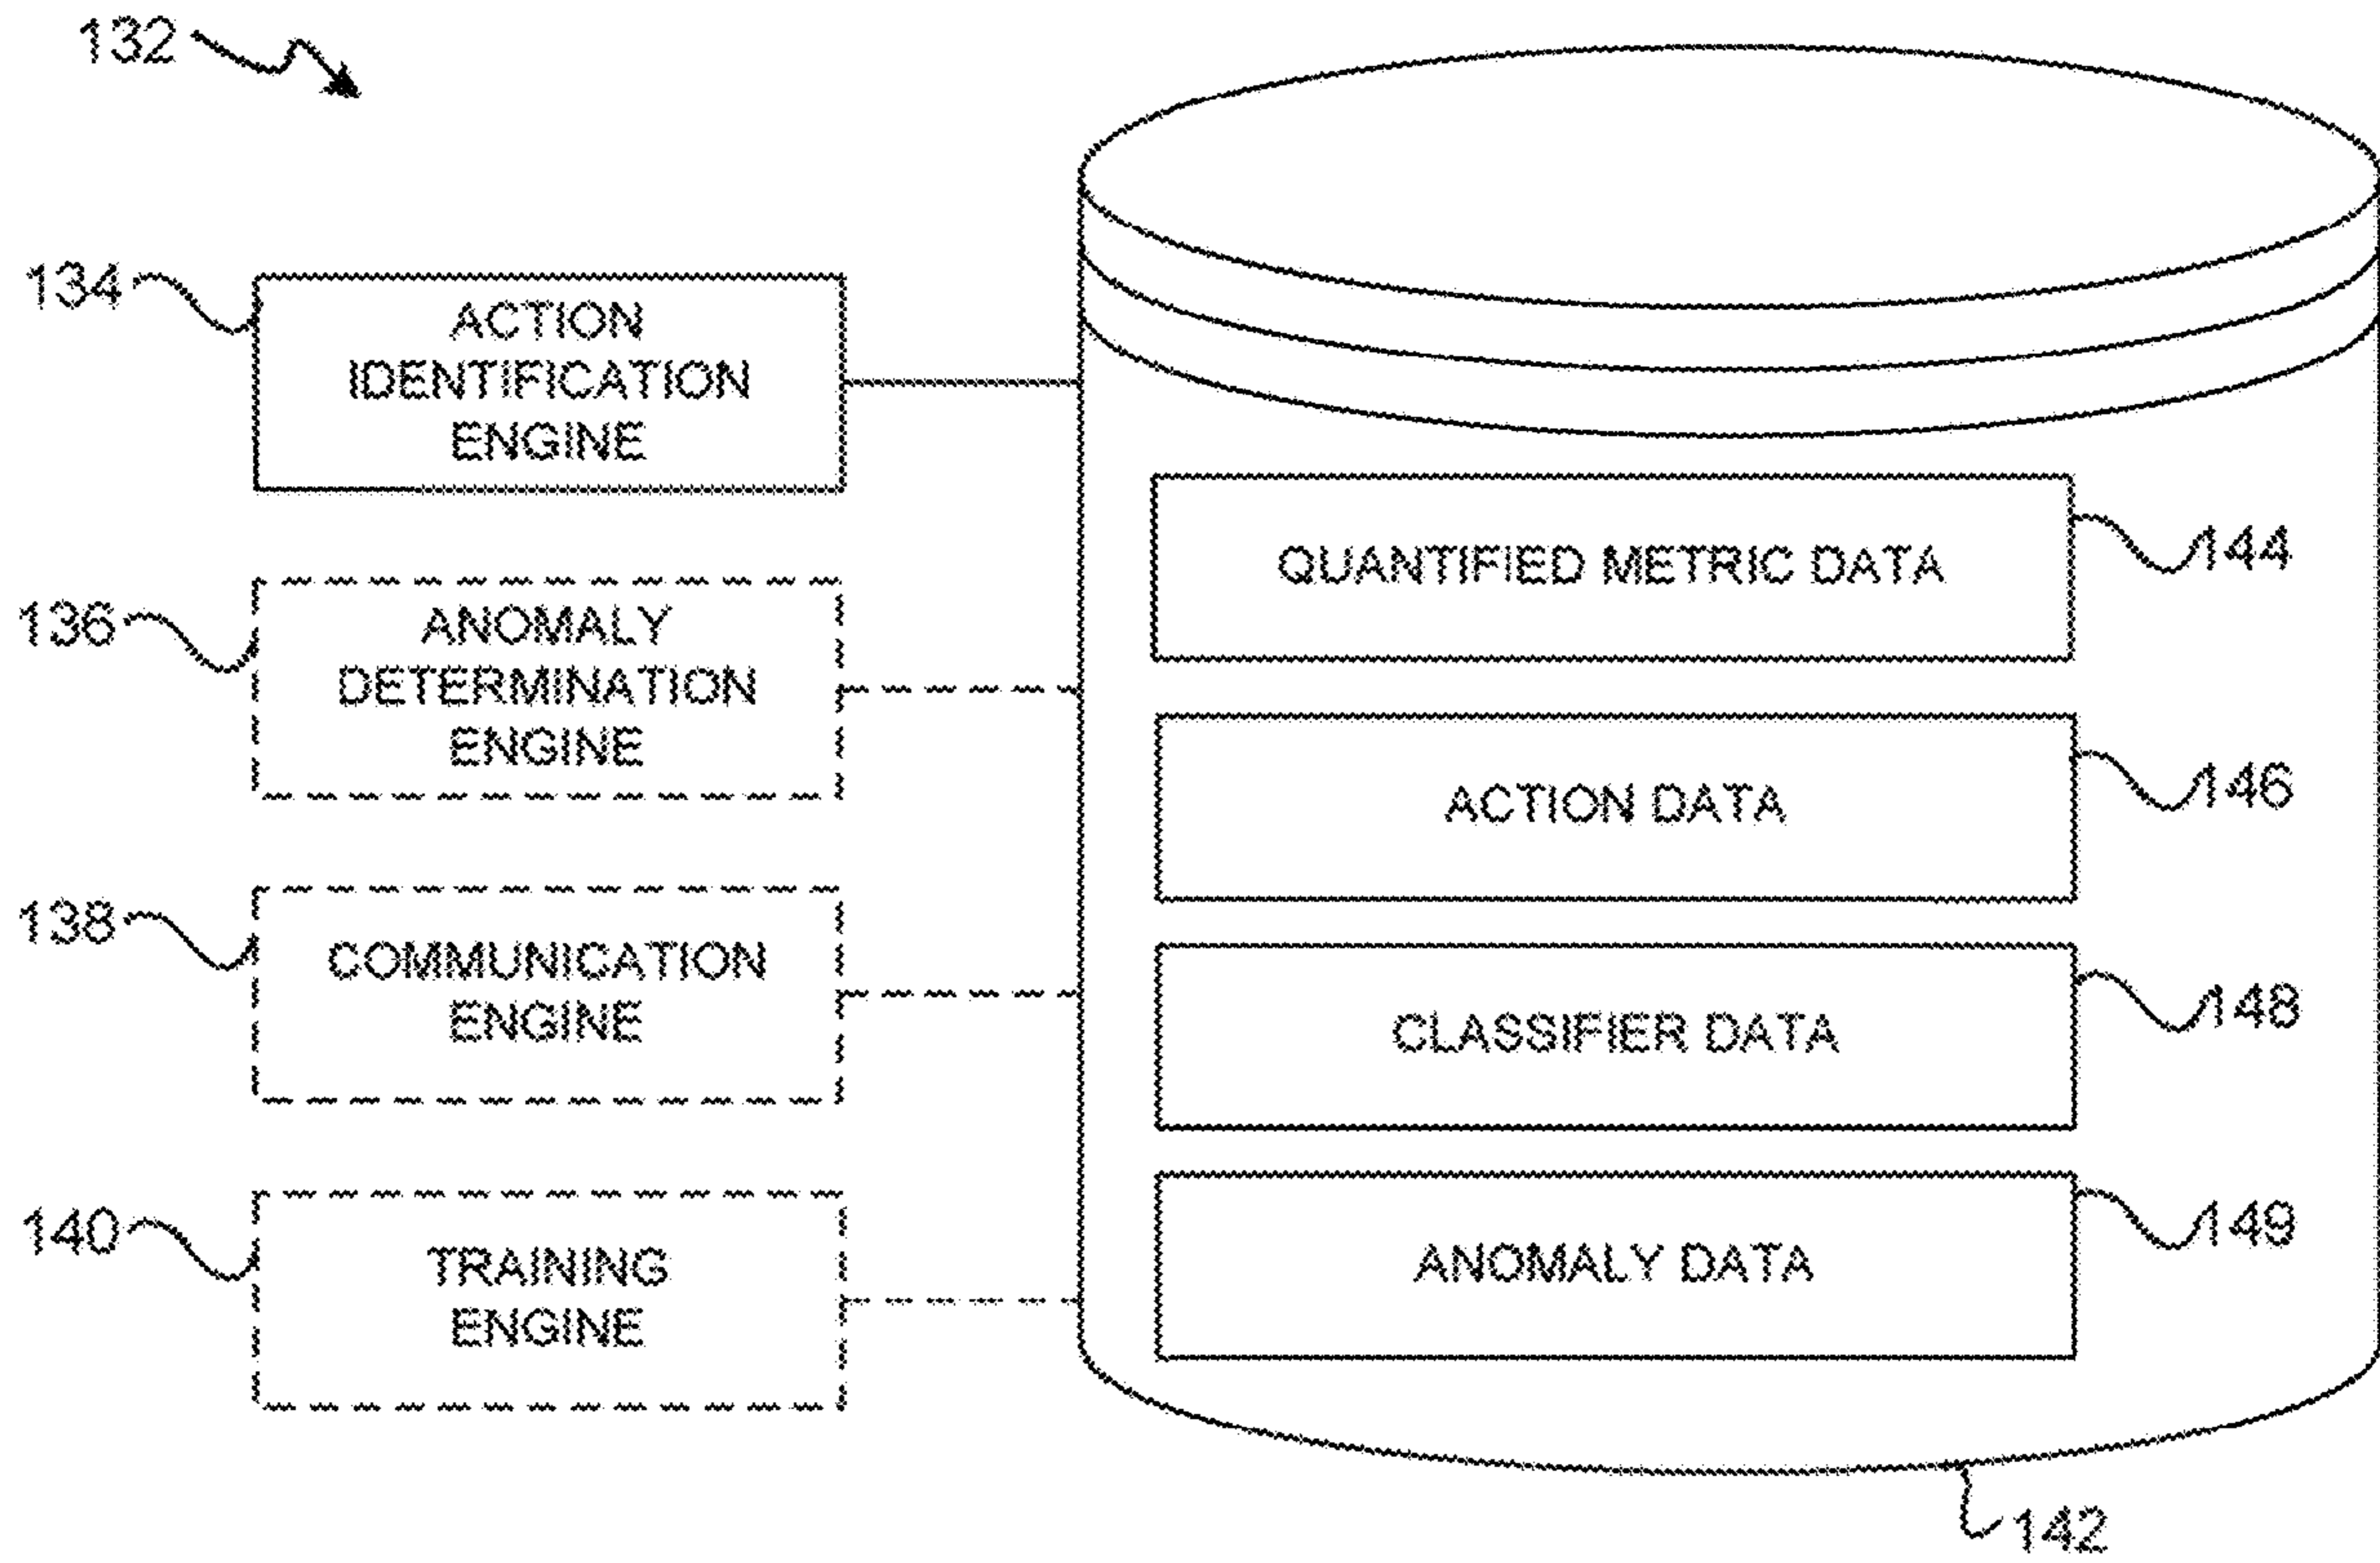 132
134
ACTION
IDENTIFICATION
ENGINE
136
ANOMALY
DETERMINATION
ENGINE
138
COMMUNICATION
ENGINE
140
TRAINING
ENGINE
QUANTIFIED METRIC DATA
144
ACTION DATA
146
CLASSIFIER DATA
148
ANOMALY DATA
149
142